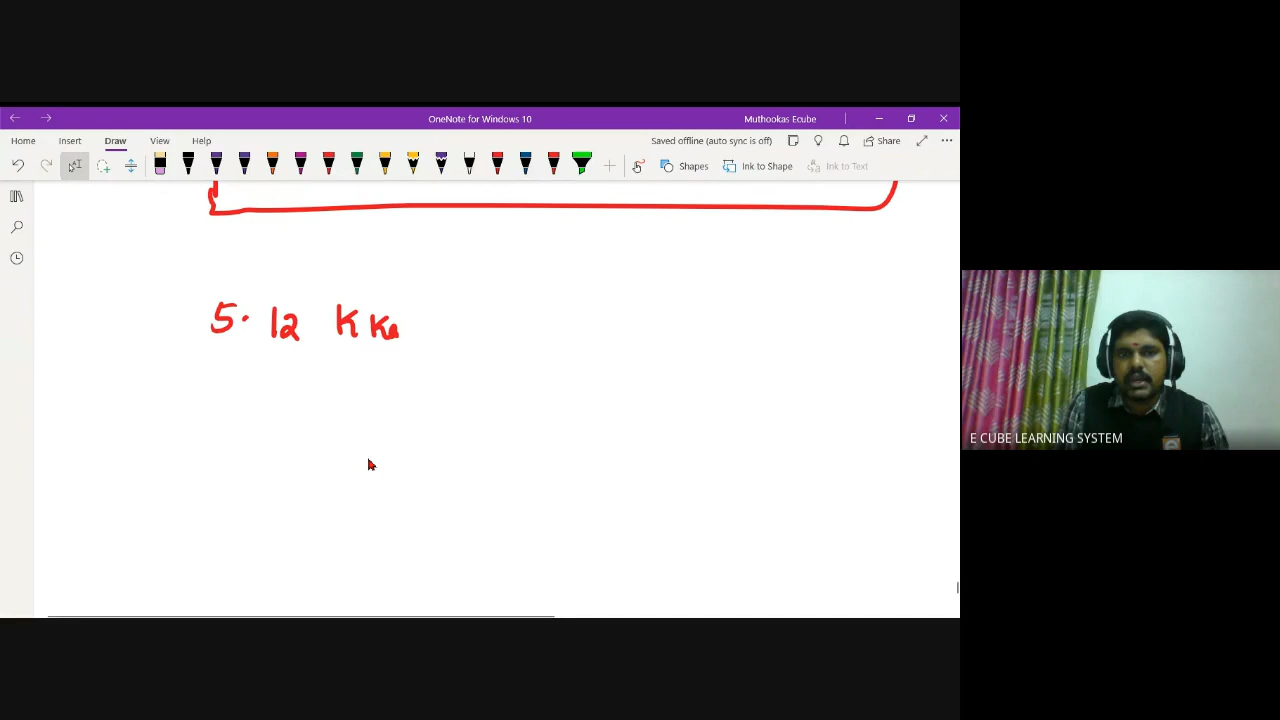 OneNote for Windows 10
Muthookas Ecube
Home Insert Draw View Help
Saved offline (auto sync is off)
Share
Shapes
Ink to Shape
Ink to Text
5. 12 K Ka
E CUBE LEARNING SYSTEM